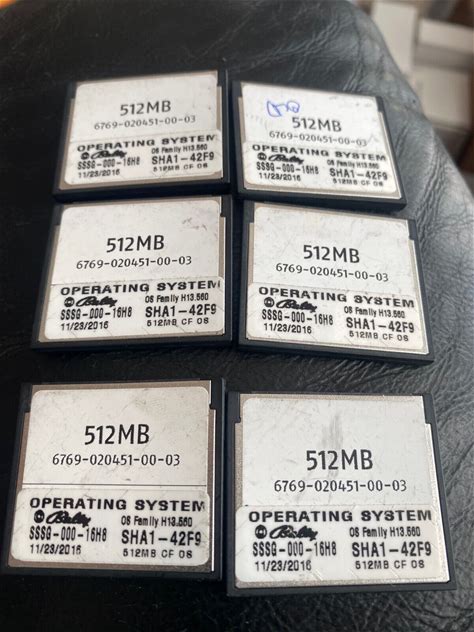 512MB
6769-020451-00-03
OPERATING SYSTEM
© Bally OS Family H13.560
SSSG-000-16H8 SHA1-42F9
11/23/2016 512MB CF OS
512MB
6769-020451-00-03
OPERATING SYSTEM
© Bally OS Family H13.560
SSSG-000-16H8 SHA1-42F9
11/23/2016 512MB CF OS
512MB
6769-020451-00-03
OPERATING SYSTEM
© Bally OS Family H13.560
SSSG-000-16H8 SHA1-42F9
11/23/2016 512MB CF OS
512MB
6769-020451-00-03
OPERATING SYSTEM
© Bally OS Family H13.560
SSSG-000-16H8 SHA1-42F9
11/23/2016 512MB CF OS
512MB
6769-020451-00-03
OPERATING SYSTEM
© Bally OS Family H13.560
SSSG-000-16H8 SHA1-42F9
11/23/2016 512MB CF OS
512MB
6769-020451-00-03
OPERATING SYSTEM
© Bally OS Family H13.560
SSSG-000-16H8 SHA1-42F9
11/23/2016 512MB CF OS